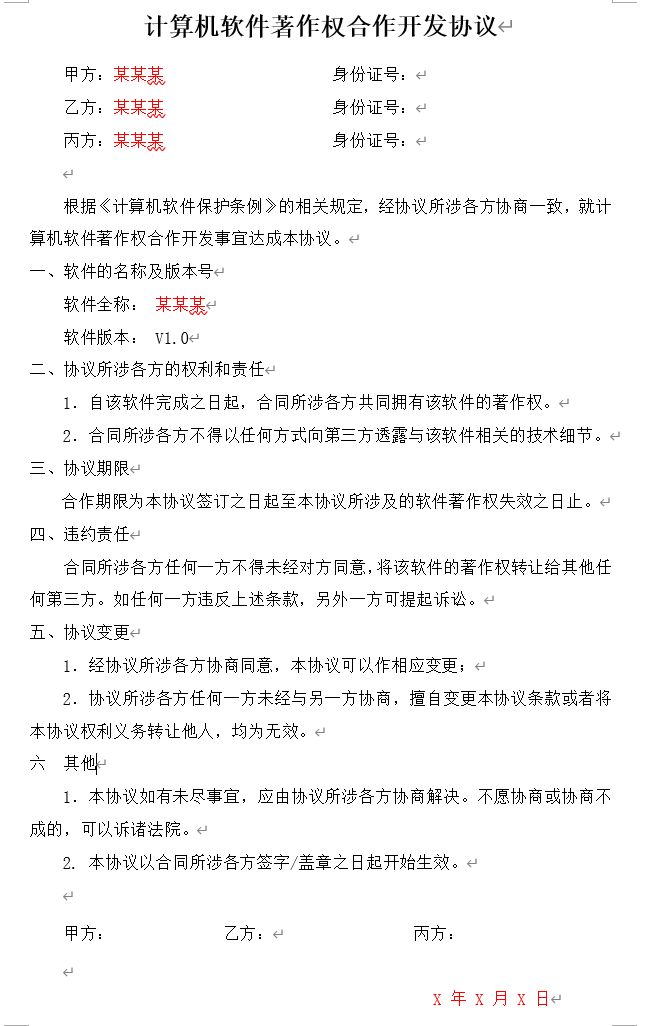 计算机软件著作权合作开发协议
甲方：某某某 身份证号：
乙方：某某某 身份证号：
丙方：某某某 身份证号：
根据《计算机软件保护条例》的相关规定，经协议所涉各方协商一致，就计
算机软件著作权合作开发事宜达成本协议。
一、软件的名称及版本号
软件全称： 某某某
软件版本： V1.0
二、协议所涉各方的权利和责任
1．自该软件完成之日起，合同所涉各方共同拥有该软件的著作权。
2．合同所涉各方不得以任何方式向第三方透露与该软件相关的技术细节。
三、协议期限
合作期限为本协议签订之日起至本协议所涉及的软件著作权失效之日止。
四、违约责任
合同所涉各方任何一方不得未经对方同意，将该软件的著作权转让给其他任
何第三方。如任何一方违反上述条款，另外一方可提起诉讼。
五、协议变更
1．经协议所涉各方协商同意，本协议可以作相应变更；
2．协议所涉各方任何一方未经与另一方协商，擅自变更本协议条款或者将
本协议权利义务转让他人，均为无效。
六 其他
1．本协议如有未尽事宜，应由协议所涉各方协商解决。不愿协商或协商不
成的，可以诉诸法院。
2. 本协议以合同所涉各方签字/盖章之日起开始生效。
甲方： 乙方： 丙方：
X 年 X 月 X 日